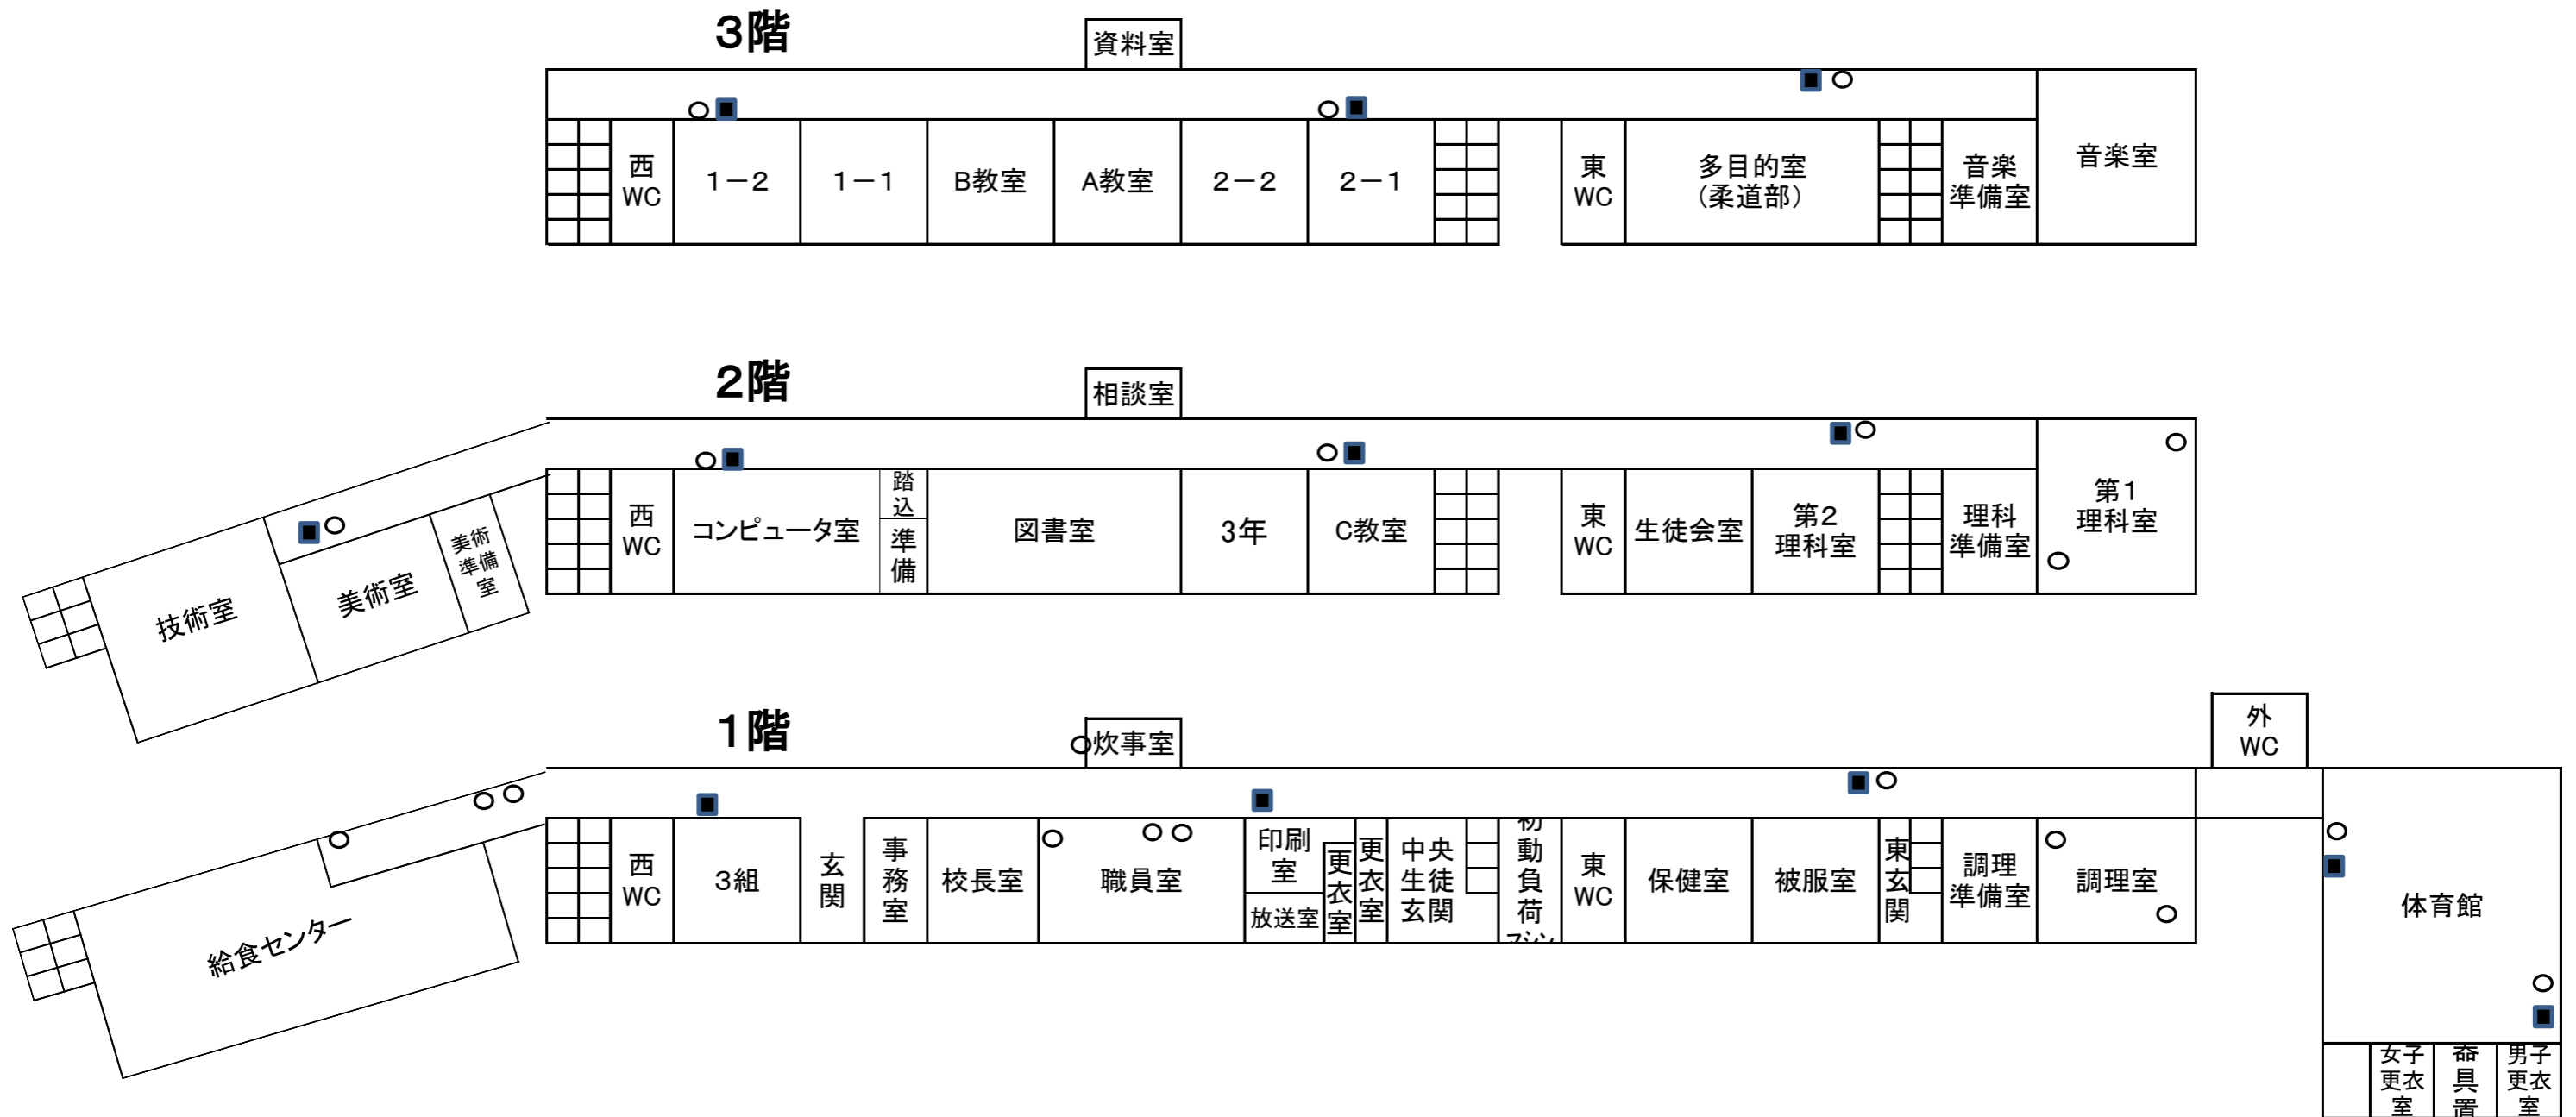 3階
資料室
西
WC
1－2
1－1
B教室
A教室
2－2
2－1
東
WC
多目的室
（柔道部）
音楽
準備室
音楽室
2階
相談室
技術室
美術室
美術
準備
室
西
WC
コンピュータ室
踏
込
準
備
図書室
3年
C教室
東
WC
生徒会室
第2
理科室
理科
準備室
第1
理科室
1階
炊事室
外
WC
給食センター
西
WC
3組
玄
関
事
務
室
校長室
職員室
印刷
室
放送室
更
衣
室
更
衣
室
中央
生徒
玄関
初
動
負
荷
マシン
東
WC
保健室
被服室
東
玄
関
調理
準備室
調理室
体育館
女子
更衣
室
器
具
置
男子
更衣
室